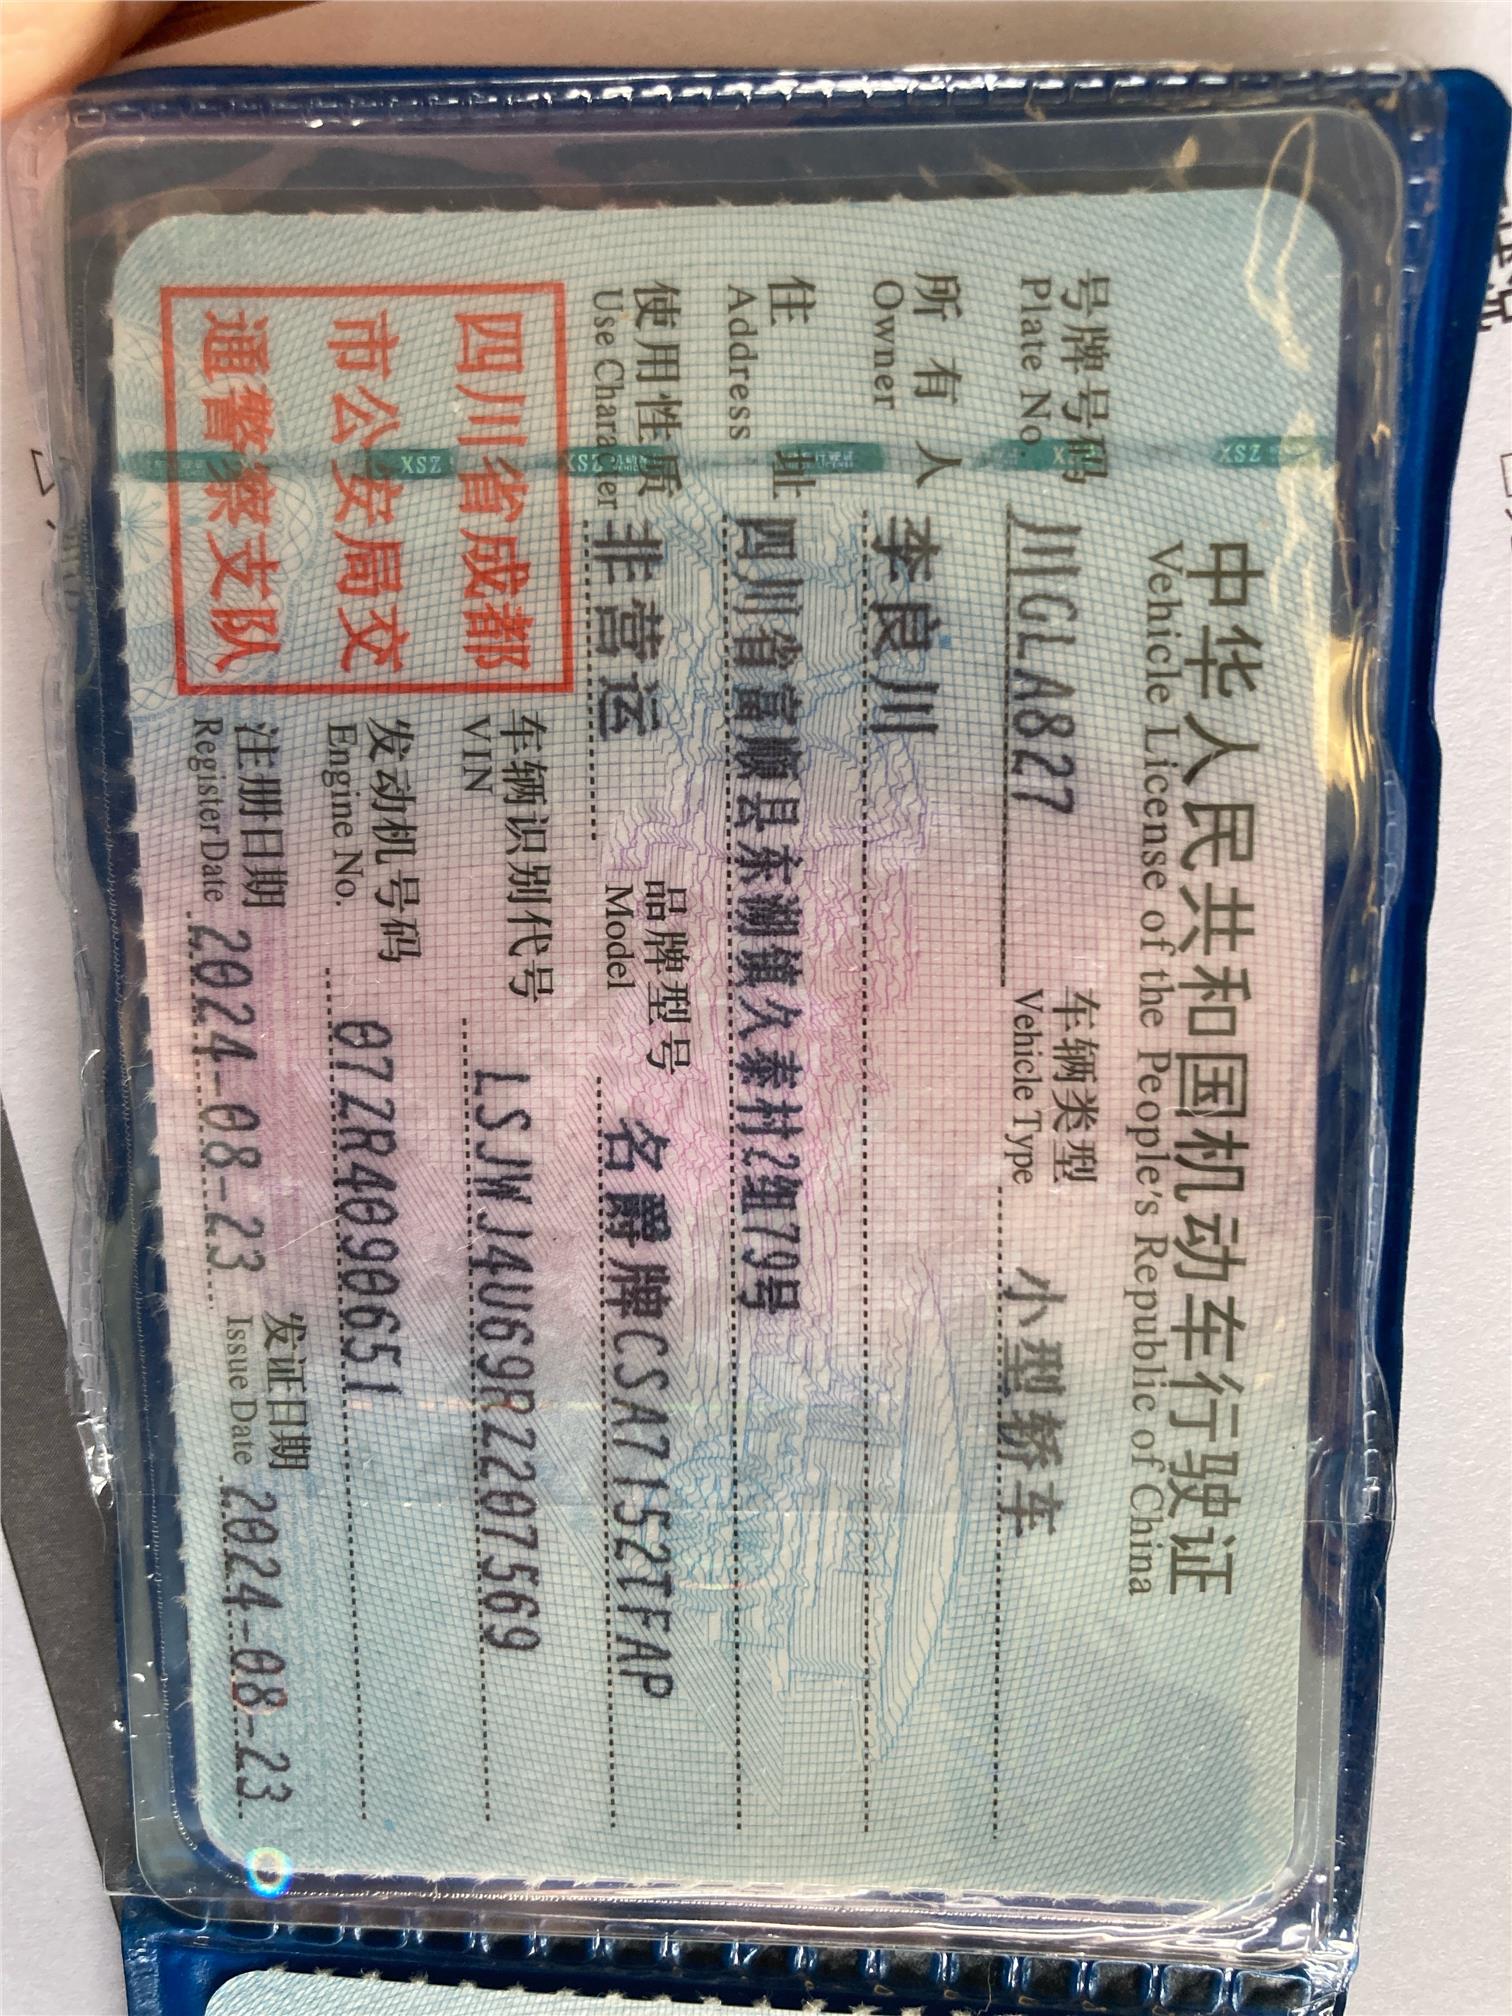 中华人民共和国机动车行驶证
Vehicle License of the People's Republic of China
号牌号码 川GLA827 车辆类型 小型轿车
Plate No. Vehicle Type
所有人 李良川
Owner
住址 四川省富顺县东湖镇久泰村2组79号
Address
使用性质 非营运 品牌型号 名爵牌CSA7152TFAP
Use Character Model
四川省成都
市公安局交
通警察支队
车辆识别代号 LSJWJ4U69R2207569
VIN
发动机号码 07ZR4090651
Engine No.
注册日期 2024-08-23 发证日期 2024-08-23
Register Date Issue Date